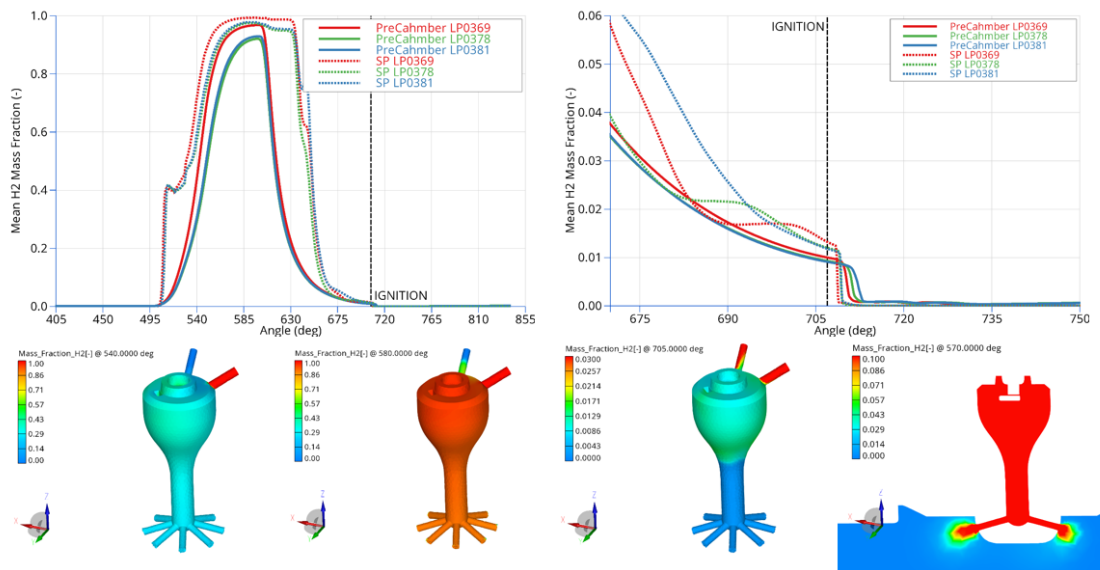 1.0
0.8
0.6
0.4
0.2
0.0
Mean H2 Mass Fraction (-)
405 450 495 540 585 630 675 720 765 810 855
Angle (deg)
PreCahmber LP0369
PreCahmber LP0378
PreCahmber LP0381
SP LP0369
SP LP0378
SP LP0381
IGNITION
0.06
0.05
0.04
0.03
0.02
0.01
0.00
Mean H2 Mass Fraction (-)
675 690 705 720 735 750
Angle (deg)
IGNITION
PreCahmber LP0369
PreCahmber LP0378
PreCahmber LP0381
SP LP0369
SP LP0378
SP LP0381
Mass_Fraction_H2[-] @ 540.0000 deg
1.00
0.86
0.71
0.57
0.43
0.29
0.14
0.00
Z
X
Mass_Fraction_H2[-] @ 580.0000 deg
1.00
0.86
0.71
0.57
0.43
0.29
0.14
0.00
Z
X
Mass_Fraction_H2[-] @ 705.0000 deg
0.0300
0.0257
0.0214
0.0171
0.0129
0.0086
0.0043
0.0000
Z
X
Mass_Fraction_H2[-] @ 570.0000 deg
0.100
0.086
0.071
0.057
0.043
0.029
0.014
0.000
Z
X